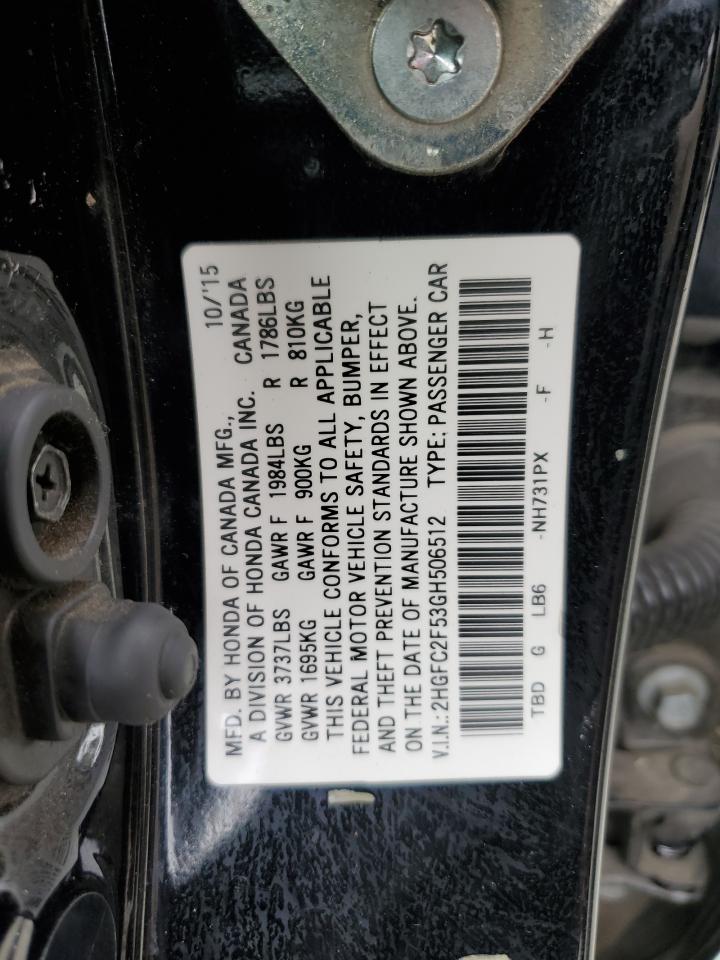 MFD. BY HONDA OF CANADA MFG., 10/'15
A DIVISION OF HONDA CANADA INC. CANADA
GVWR 3737LBS GAWR F 1984LBS R 1786LBS
GVWR 1695KG GAWR F 900KG R 810KG
THIS VEHICLE CONFORMS TO ALL APPLICABLE
FEDERAL MOTOR VEHICLE SAFETY, BUMPER,
AND THEFT PREVENTION STANDARDS IN EFFECT
ON THE DATE OF MANUFACTURE SHOWN ABOVE.
V.I.N.: 2HGFC2F53GH506512 TYPE: PASSENGER CAR
TBD G LB6 -NH731PX -F -H